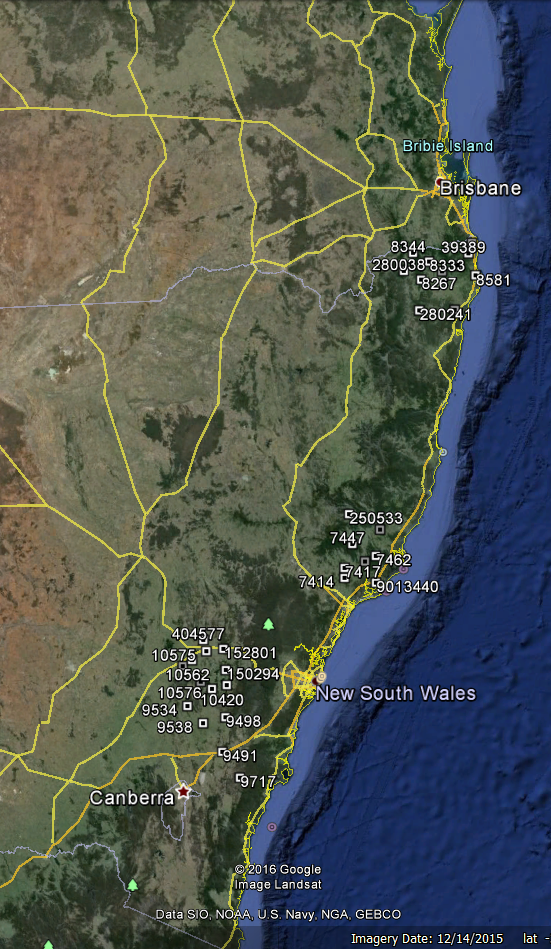 Bribie Island
Brisbane
8344 39389
280038 8333
8267 8581
280241
250533
7447
7462
7417
7414 9013440
404577
10575 152801
10562 150294
10576 10420
9534 9498
9538
9491
9717
New South Wales
Canberra
© 2016 Google
Image Landsat
Data SIO, NOAA, U.S. Navy, NGA, GEBCO
Imagery Date: 12/14/2015 lat -